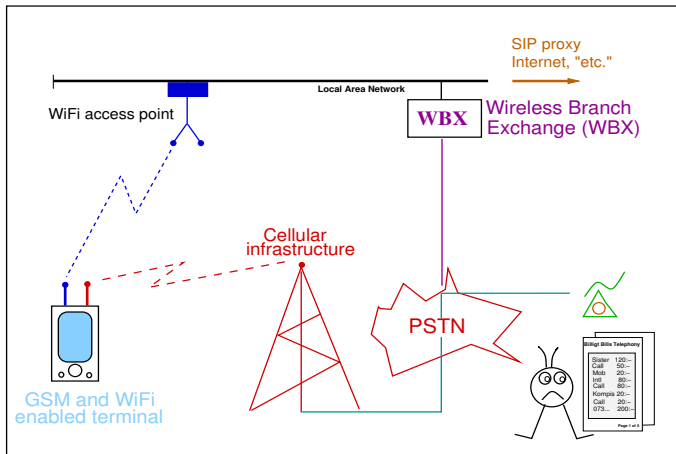 SIP proxy
Internet, "etc."
Local Area Network
WiFi access point
WBX
Wireless Branch
Exchange (WBX)
Cellular
infrastructure
PSTN
GSM and WiFi
enabled terminal
Billigt Bills Telephony
Sister 120:–
Call 50:–
Mob 20:–
Intl 80:–
Call 80:–
Kompis 20:–
Call 20:–
073... 200:–
Page 1 of 5